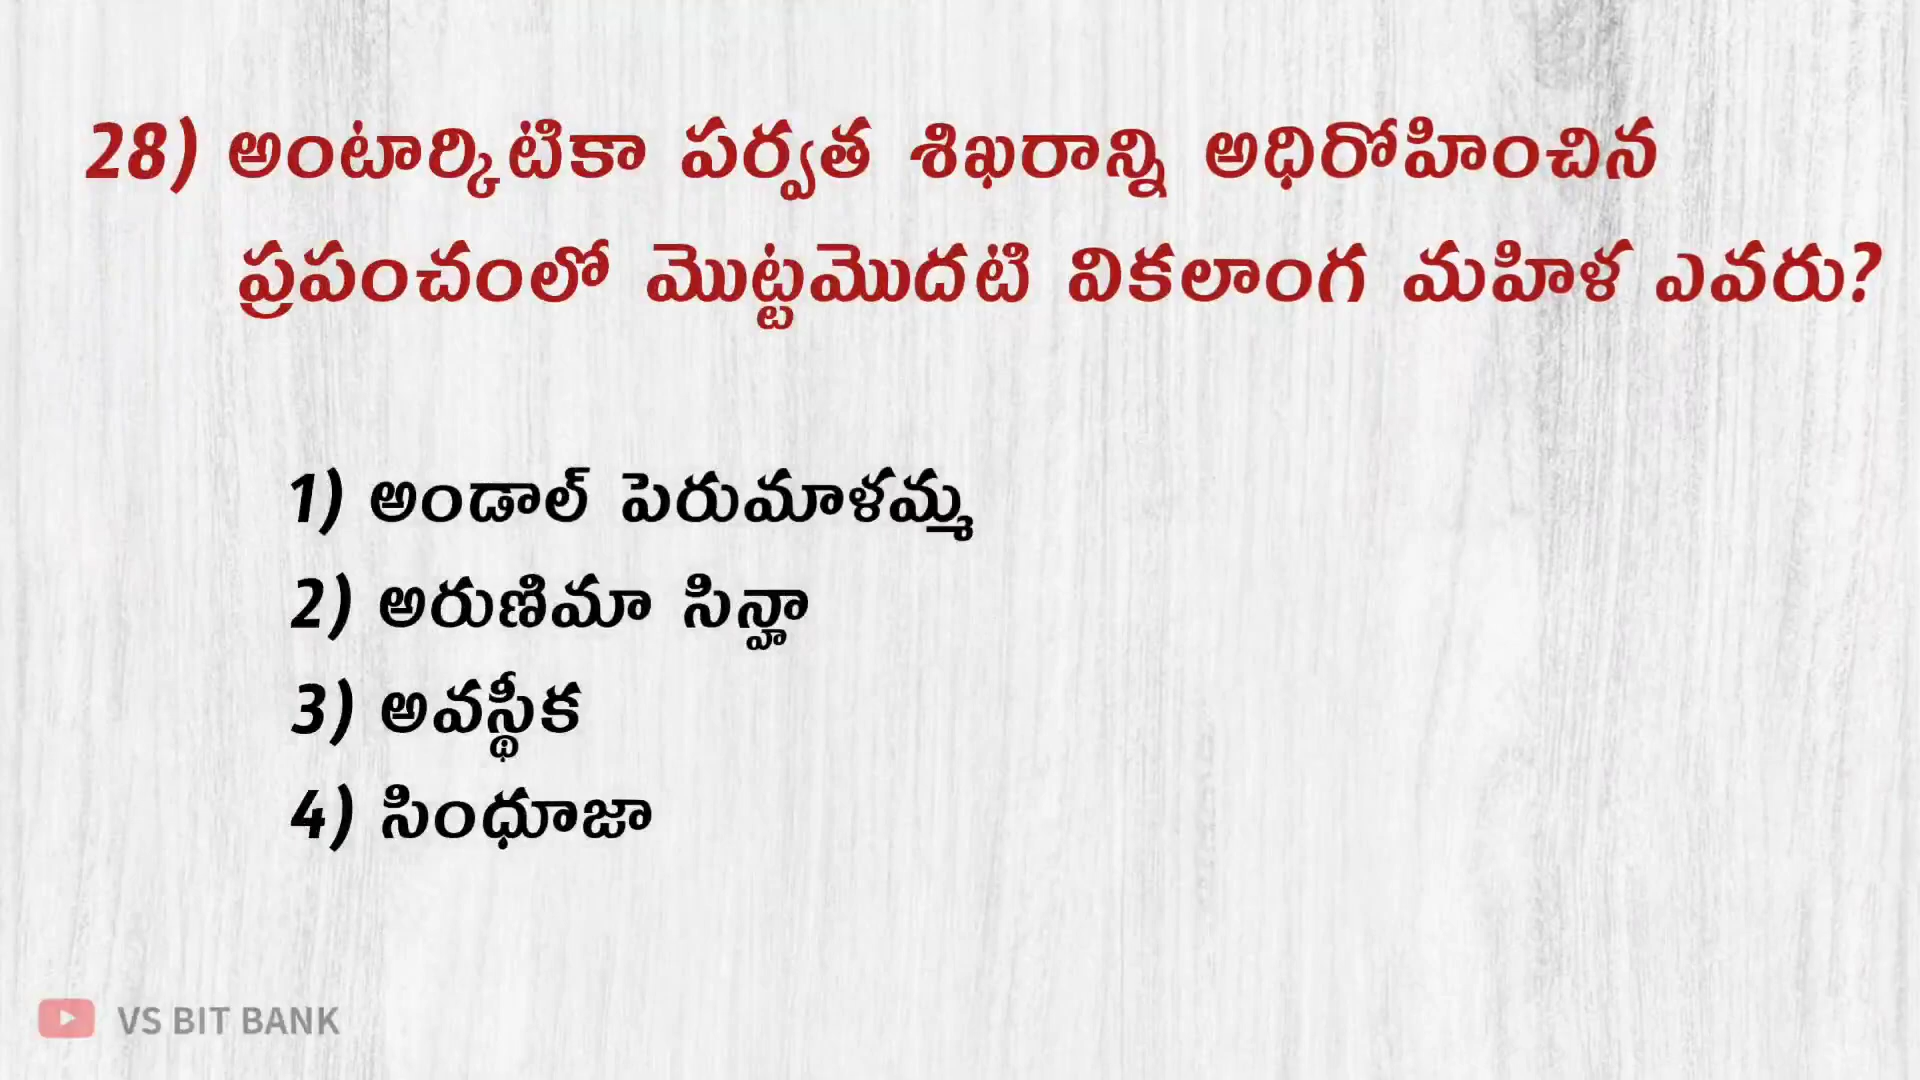 28) అంటార్కిటికా పర్వత శిఖరాన్ని అధిరోహించిన
ప్రపంచంలో మొట్టమొదటి వికలాంగ మహిళ ఎవరు?
1) అండాల్ పెరుమాళమ్మ
2) అరుణిమా సిన్హా
3) అవస్థీక
4) సింధూజా
VS BIT BANK